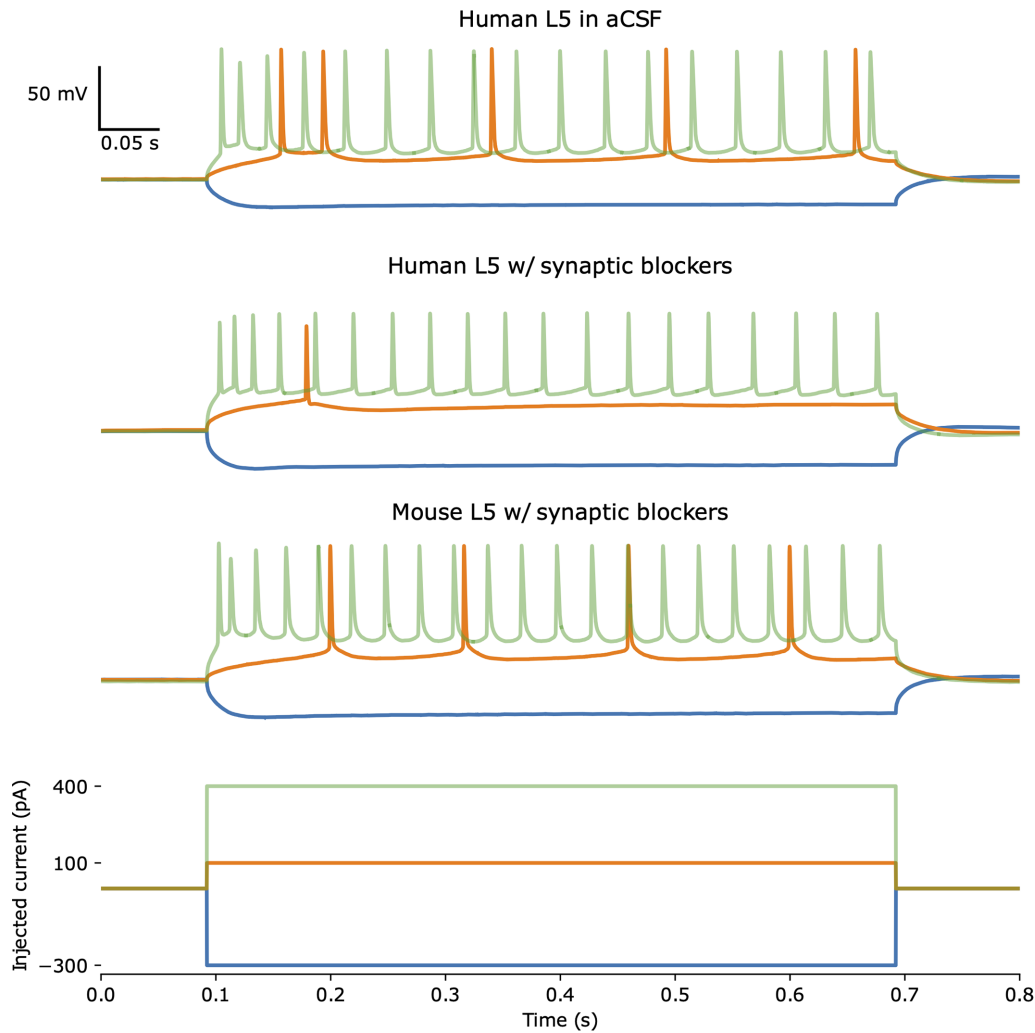 Human L5 in aCSF
50 mV
0.05 s
Human L5 w/ synaptic blockers
Mouse L5 w/ synaptic blockers
Injected current (pA)
400
100
−300
0.0 0.1 0.2 0.3 0.4 0.5 0.6 0.7 0.8
Time (s)